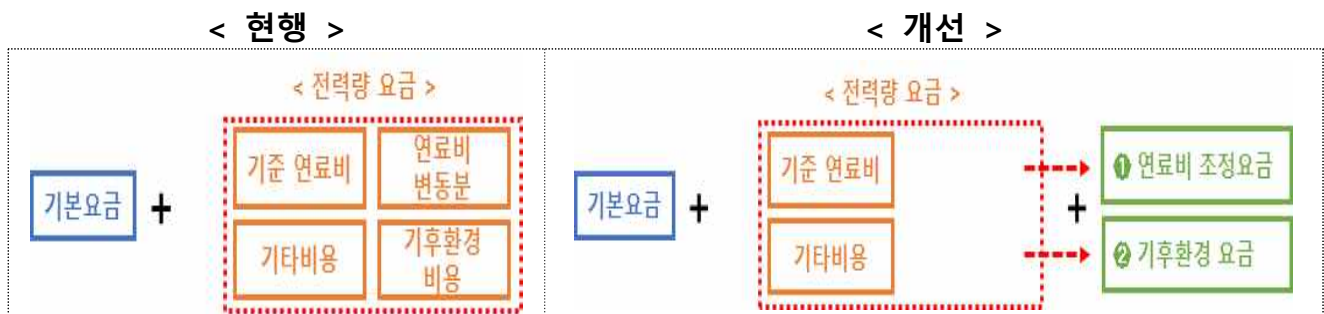 < 현행 >
< 개선 >
< 전력량 요금 >
기본요금
+
기준 연료비
연료비
변동분
기타비용
기후환경
비용
< 전력량 요금 >
기본요금
+
기준 연료비
기타비용
+
❶ 연료비 조정요금
❷ 기후환경 요금